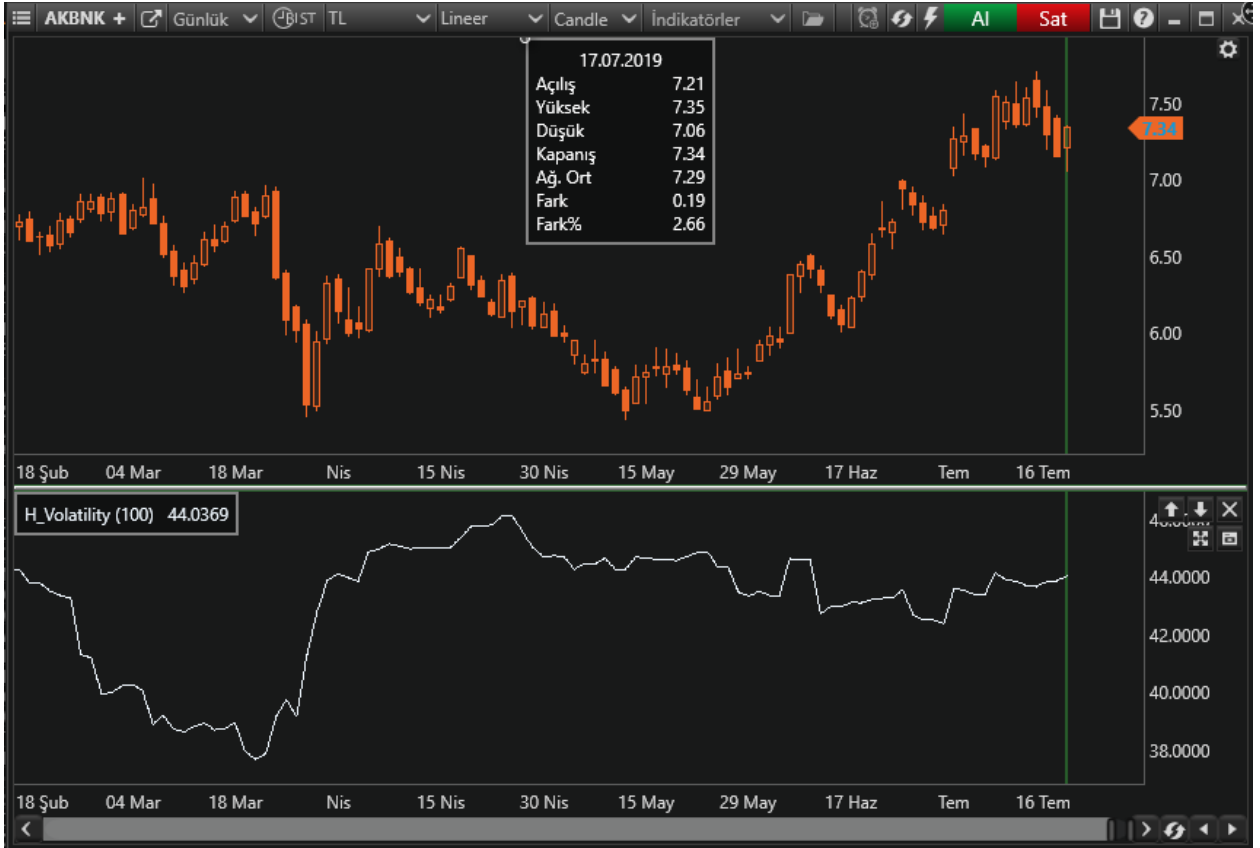 AKBNK + Günlük BIST TL Lineer Candle İndikatörler Al Sat
17.07.2019
Açılış 7.21
Yüksek 7.35
Düşük 7.06
Kapanış 7.34
Ağ. Ort 7.29
Fark 0.19
Fark% 2.66
7.50
7.34
7.00
6.50
6.00
5.50
18 Şub 04 Mar 18 Mar Nis 15 Nis 30 Nis 15 May 29 May 17 Haz Tem 16 Tem
H_Volatility (100) 44.0369
44.0000
42.0000
40.0000
38.0000
18 Şub 04 Mar 18 Mar Nis 15 Nis 30 Nis 15 May 29 May 17 Haz Tem 16 Tem